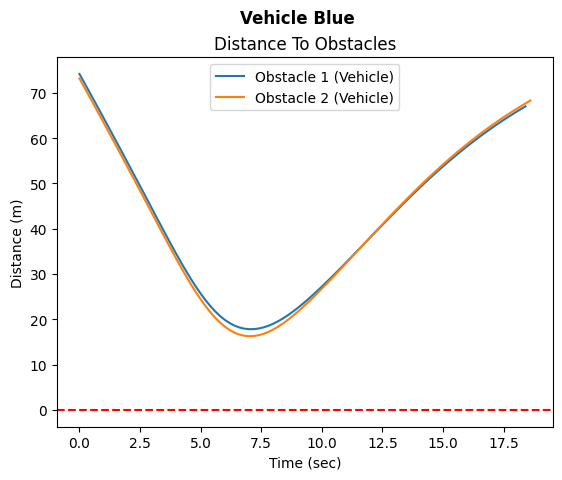 Vehicle Blue
Distance To Obstacles
Obstacle 1 (Vehicle)
Obstacle 2 (Vehicle)
Distance (m)
70
60
50
40
30
20
10
0
0.0 2.5 5.0 7.5 10.0 12.5 15.0 17.5
Time (sec)